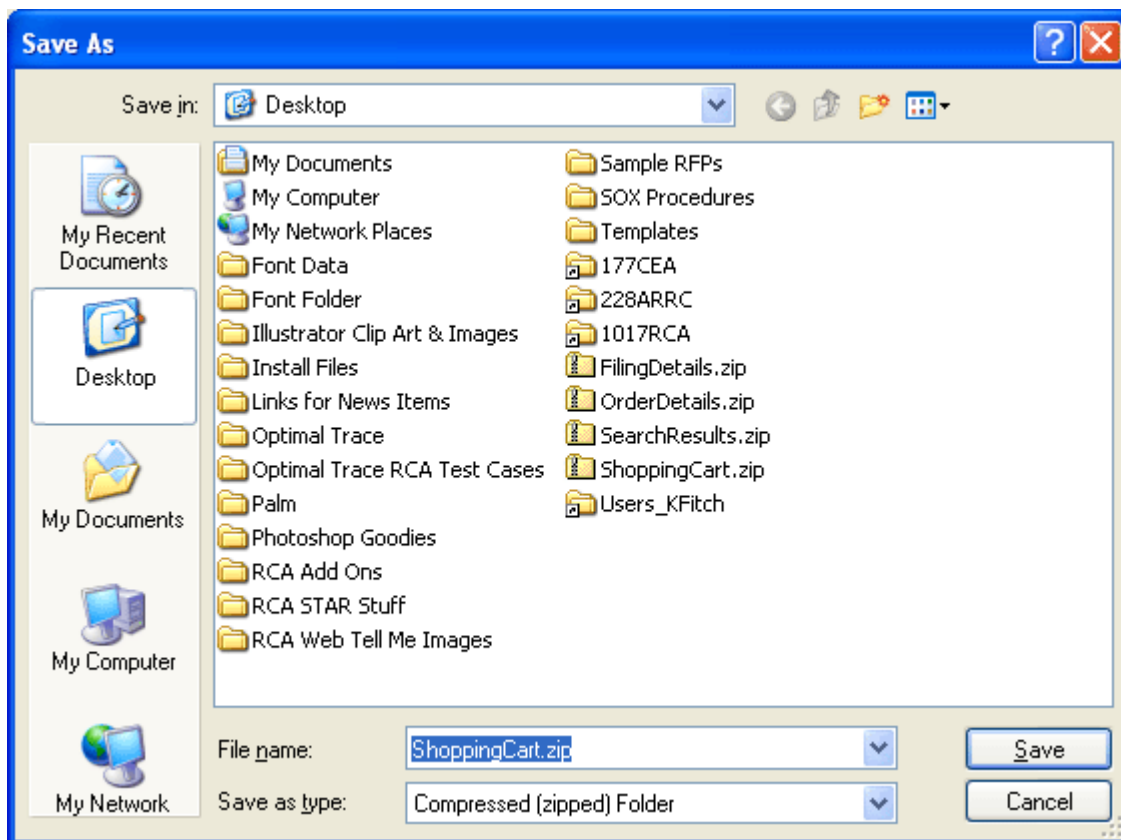 Save As
Save in: Desktop
My Recent
Documents
Desktop
My Documents
My Computer
My Network
My Documents
My Computer
My Network Places
Font Data
Font Folder
Illustrator Clip Art & Images
Install Files
Links for News Items
Optimal Trace
Optimal Trace RCA Test Cases
Palm
Photoshop Goodies
RCA Add Ons
RCA STAR Stuff
RCA Web Tell Me Images
Sample RFPs
SOX Procedures
Templates
177CEA
228ARRC
1017RCA
FilingDetails.zip
OrderDetails.zip
SearchResults.zip
ShoppingCart.zip
Users_KFitch
File name: ShoppingCart.zip
Save
Save as type: Compressed (zipped) Folder
Cancel